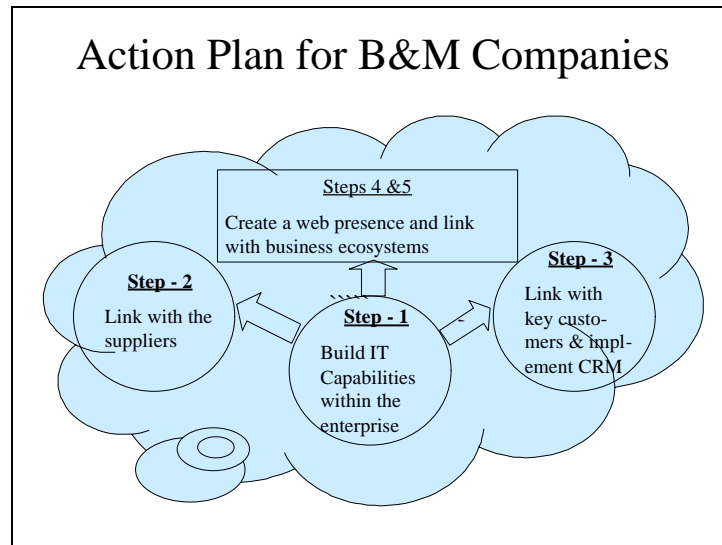 Action Plan for B&M Companies
Steps 4 &5
Create a web presence and link
with business ecosystems
Step - 2
Link with the
suppliers
Step - 1
Build IT
Capabilities
within the
enterprise
Step - 3
Link with
key custo-
mers & impl-
ement CRM